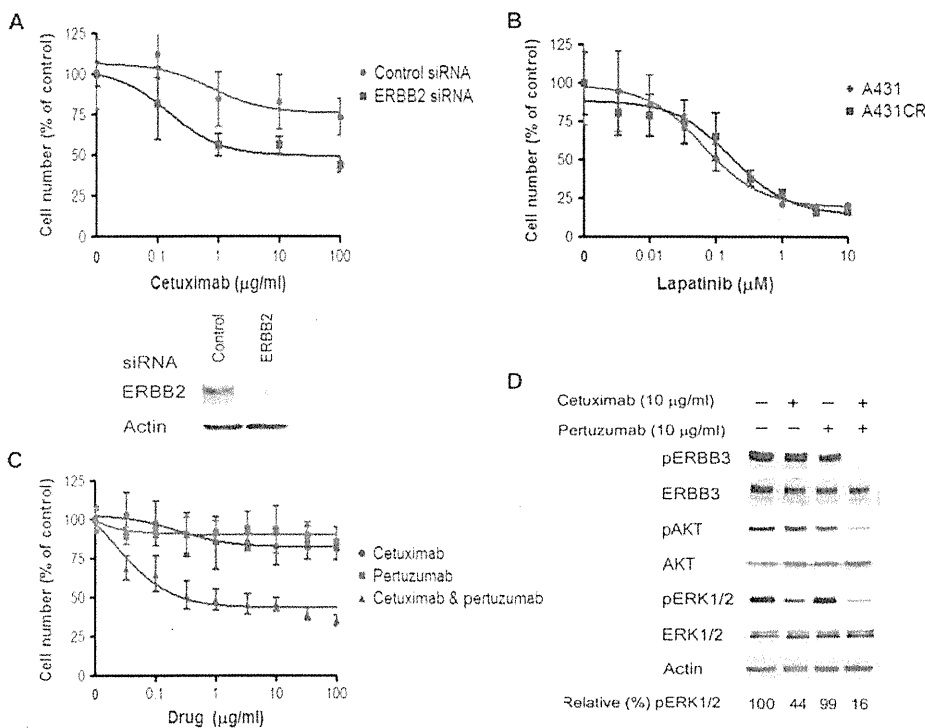 A
Cell number (% of control)
125
100
75
50
25
0
0
0 1
1
10
100
Cetuximab (µg/ml)
Control siRNA
ERBB2 siRNA
siRNA
Control
ERBB2
ERBB2
Actin
B
Cell number (% of control)
125
100
75
50
25
0
0
0 01
0 1
1
10
Lapatinib (µM)
A431
A431CR
C
Cell number (% of control)
125
100
75
50
25
0
0
0.1
1
10
100
Drug (µg/ml)
Cetuximab
Pertuzumab
Cetuximab & pertuzumab
D
Cetuximab (10 µg/ml) − + − +
Pertuzumab (10 µg/ml) − − + +
pERBB3
ERBB3
pAKT
AKT
pERK1/2
ERK1/2
Actin
Relative (%) pERK1/2 100 44 99 16